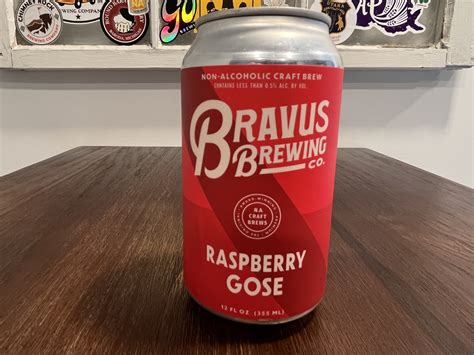 NON-ALCOHOLIC CRAFT BREW
CONTAINS LESS THAN 0.5% ALC. BY VOL.
BRAVUS
BREWING
CO.
N.A
CRAFT
BREWS
RASPBERRY
GOSE
12 FL OZ (355 ML)